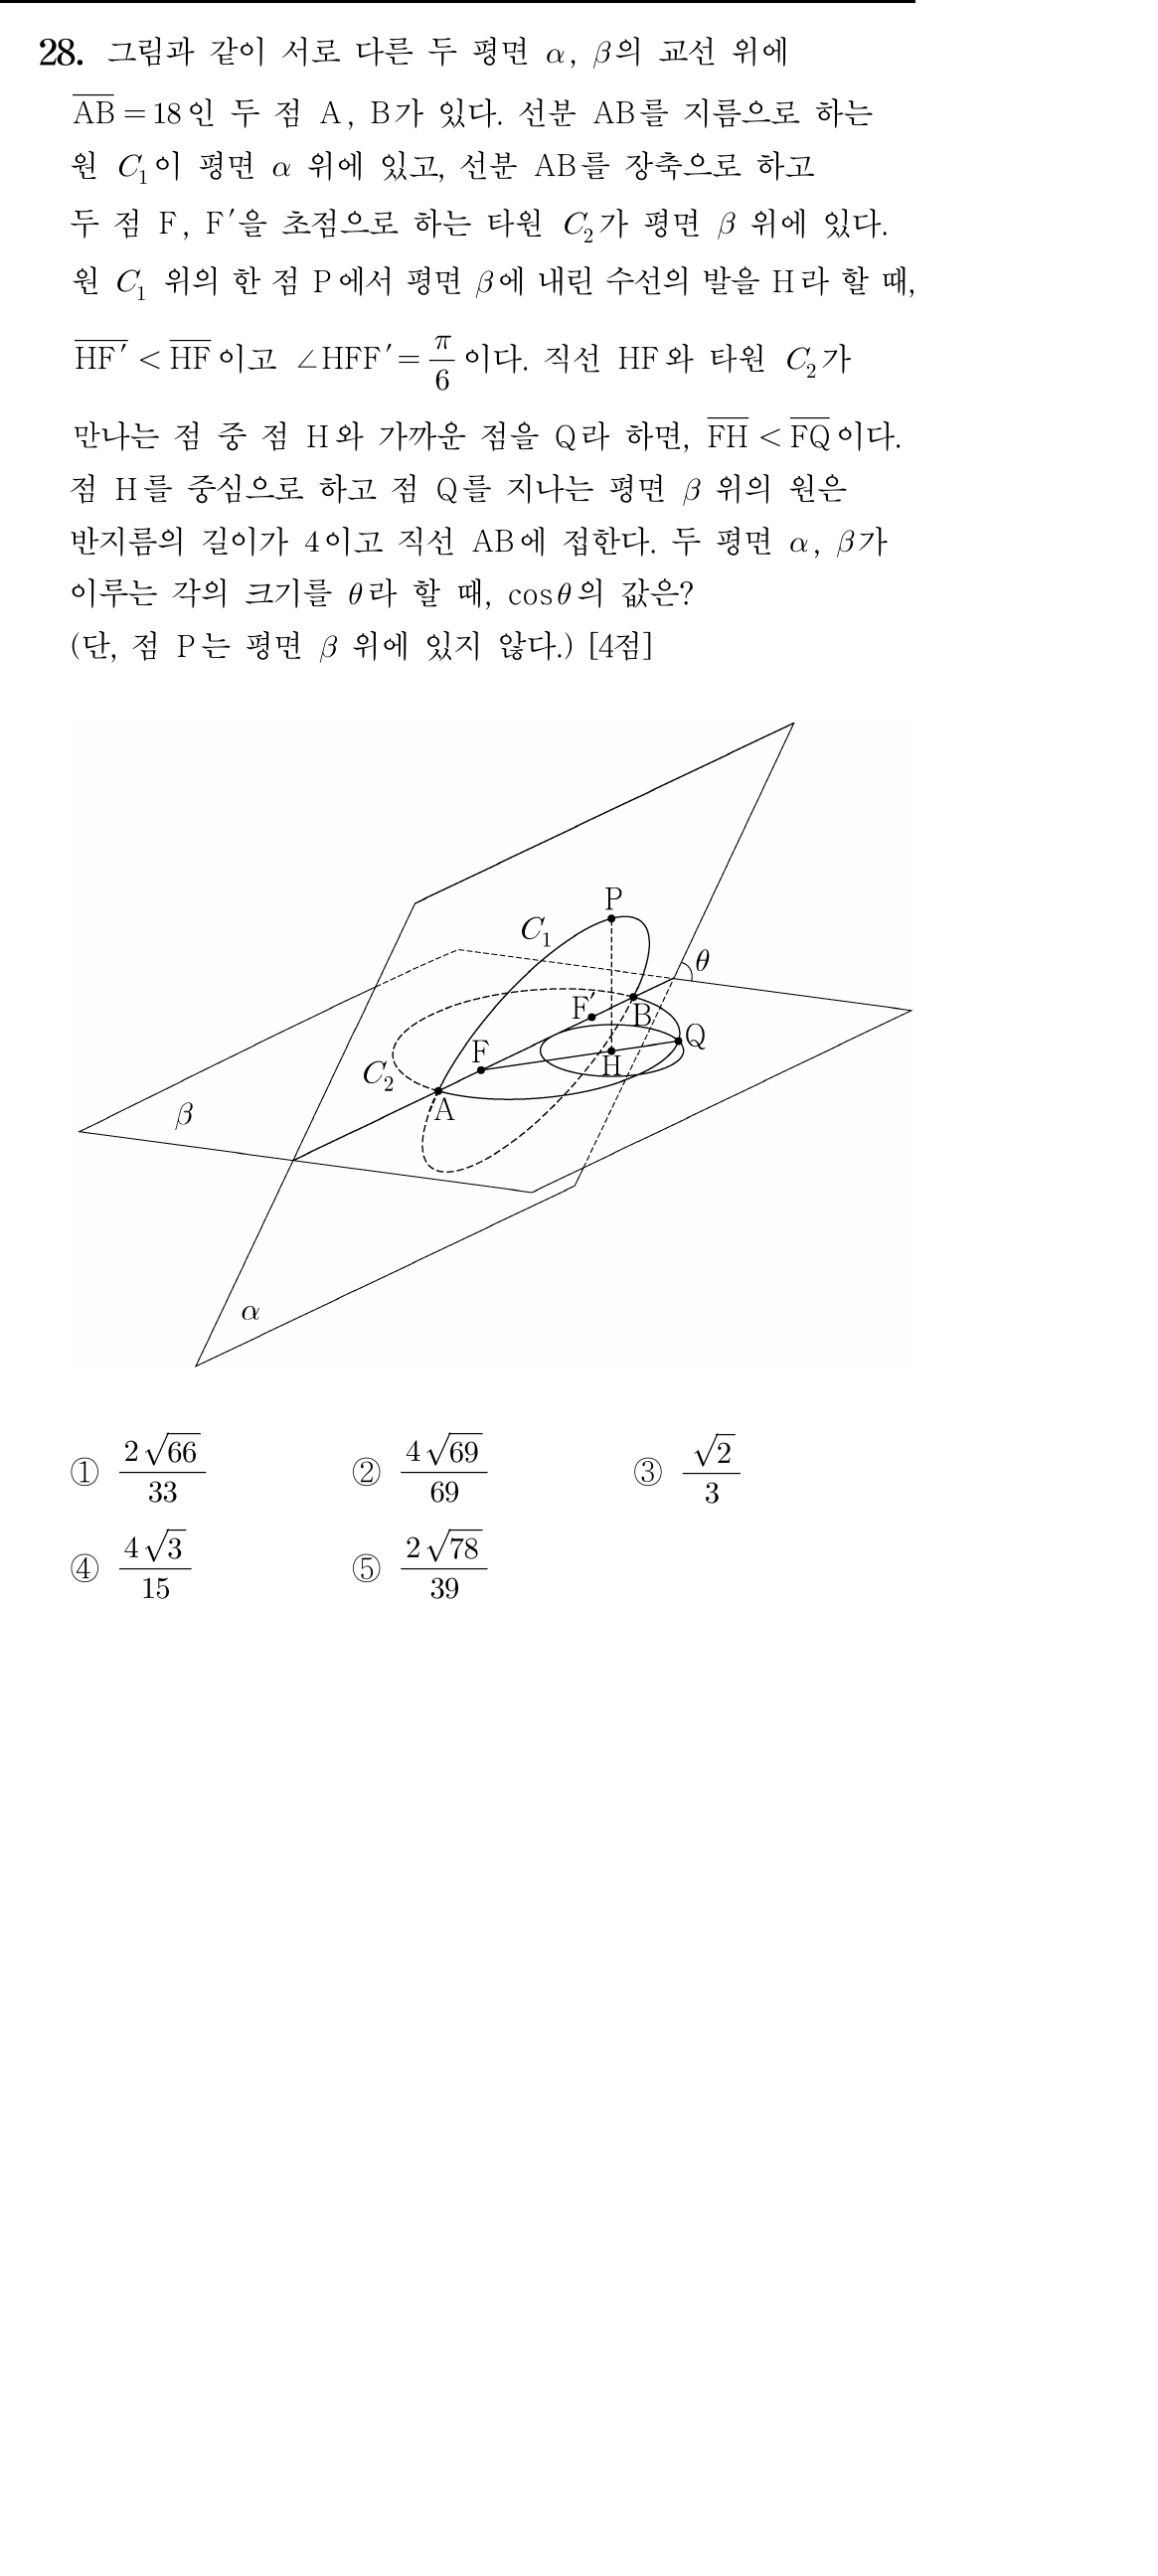 28. 그림과 같이 서로 다른 두 평면 α, β의 교선 위에
A̅B̅ = 18인 두 점 A, B가 있다. 선분 AB를 지름으로 하는
원 C₁이 평면 α 위에 있고, 선분 AB를 장축으로 하고
두 점 F, F′을 초점으로 하는 타원 C₂가 평면 β 위에 있다.
원 C₁ 위의 한 점 P에서 평면 β에 내린 수선의 발을 H라 할 때,
H̅F̅′̅ < H̅F̅이고 ∠HFF′ = π/6 이다. 직선 HF와 타원 C₂가
만나는 점 중 점 H와 가까운 점을 Q라 하면, F̅H̅ < F̅Q̅이다.
점 H를 중심으로 하고 점 Q를 지나는 평면 β 위의 원은
반지름의 길이가 4이고 직선 AB에 접한다. 두 평면 α, β가
이루는 각의 크기를 θ라 할 때, cosθ의 값은?
(단, 점 P는 평면 β 위에 있지 않다.) [4점]
P
C₁
θ
F′
B
Q
F
H
C₂
A
β
α
① 2√66/33 ② 4√69/69 ③ √2/3
④ 4√3/15 ⑤ 2√78/39